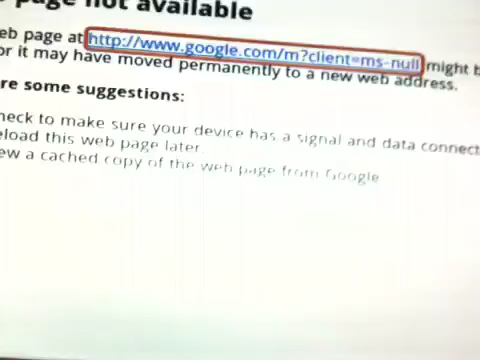 page not available
eb page at http://www.google.com/m?client=ms-null might b
or it may have moved permanently to a new web address.
re some suggestions:
heck to make sure your device has a signal and data connect
eload this web page later.
ew a cached copy of the web page from Google